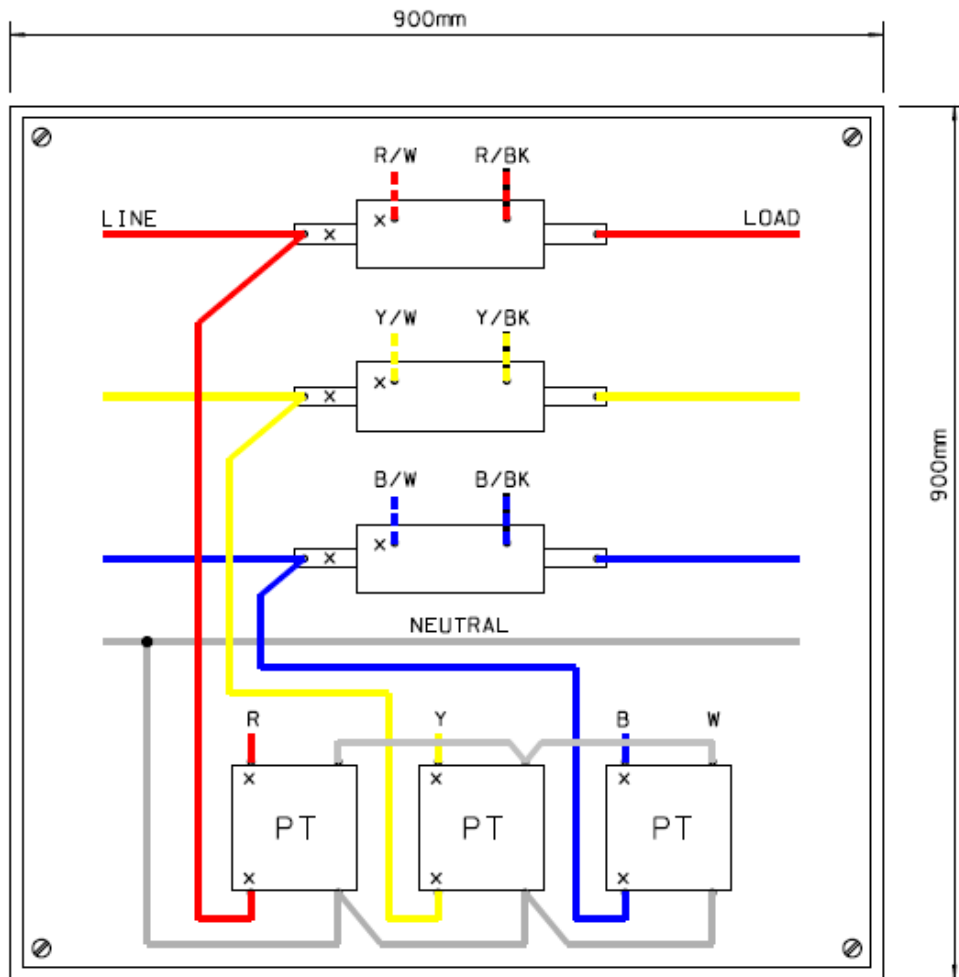 900mm
R/W R/BK
LINE
LOAD
X
X
Y/W Y/BK
X
X
B/W B/BK
X
X
NEUTRAL
900mm
R Y B W
X X X
PT PT PT
X X X